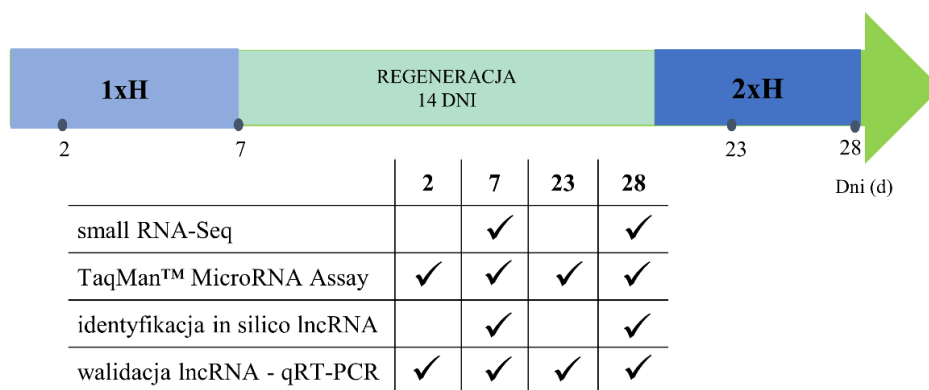 1xH
REGENERACJA
14 DNI
2xH
2 7 23 28
Dni (d)
2 7 23 28
small RNA-Seq ✓ ✓
TaqMan™ MicroRNA Assay ✓ ✓ ✓ ✓
identyfikacja in silico lncRNA ✓ ✓
walidacja lncRNA - qRT-PCR ✓ ✓ ✓ ✓